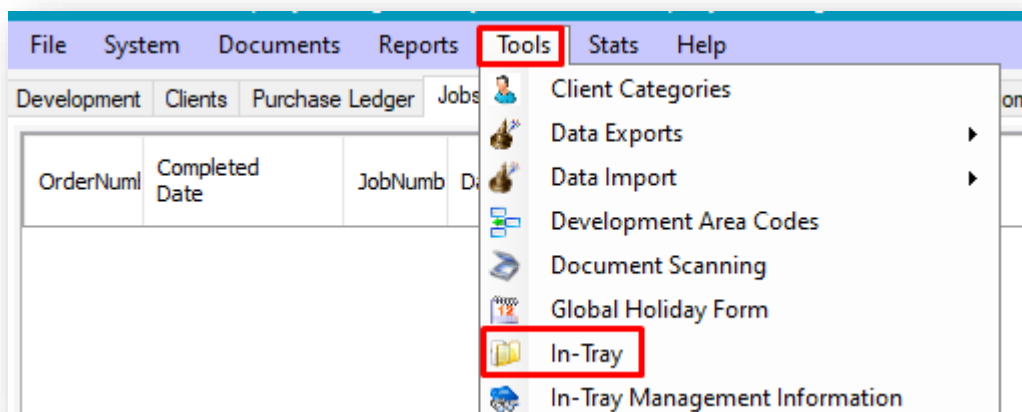 File System Documents Reports Tools Stats Help
Development Clients Purchase Ledger Jobs
OrderNuml Completed Date JobNumb
Client Categories
Data Exports
Data Import
Development Area Codes
Document Scanning
12
Global Holiday Form
In-Tray
In-Tray Management Information